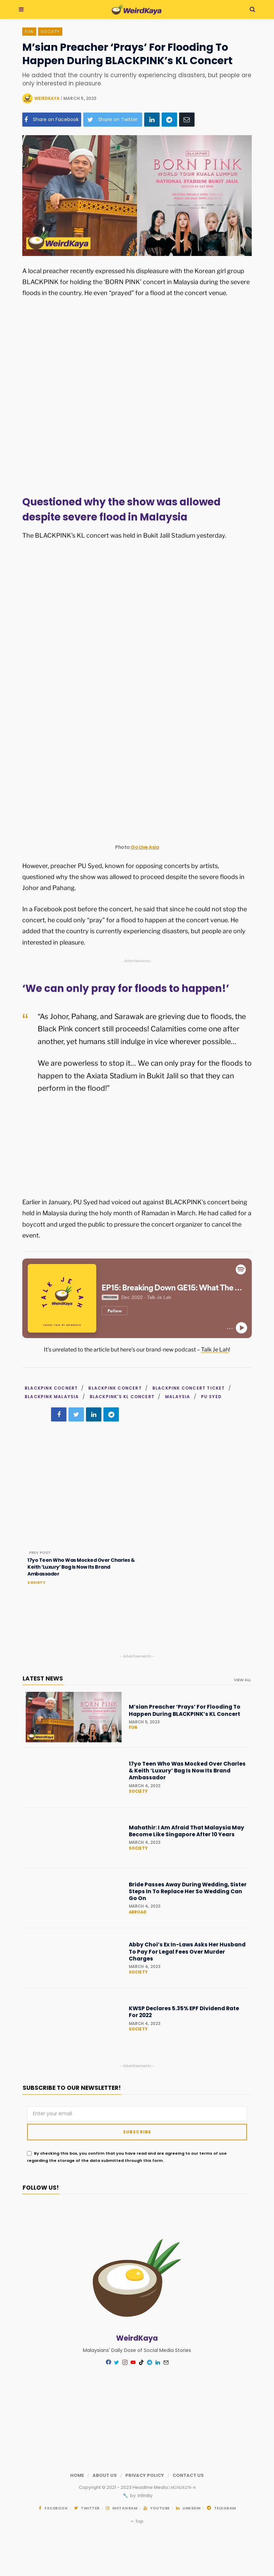 WeirdKaya
FUN
SOCIETY
M'sian Preacher 'Prays' For Flooding To
Happen During BLACKPINK's KL Concert
He added that the country is currently experiencing disasters, but people are
only interested in pleasure.
WEIRDKAYA | MARCH 5, 2023
Share on Facebook
Share on Twitter
BLACKPINK
BORN PINK
WORLD TOUR KUALA LUMPUR
NATIONAL STADIUM BUKIT JALIL
WeirdKaya
A local preacher recently expressed his displeasure with the Korean girl group
BLACKPINK for holding the 'BORN PINK' concert in Malaysia during the severe
floods in the country. He even "prayed" for a flood at the concert venue.
Questioned why the show was allowed
despite severe flood in Malaysia
The BLACKPINK's KL concert was held in Bukit Jalil Stadium yesterday.
Photo:Go Live Asia
However, preacher PU Syed, known for opposing concerts by artists,
questioned why the show was allowed to proceed despite the severe floods in
Johor and Pahang.
In a Facebook post before the concert, he said that since he could not stop the
concert, he could only "pray" for a flood to happen at the concert venue. He
added that the country is currently experiencing disasters, but people are only
interested in pleasure.
- Advertisements -
'We can only pray for floods to happen!'
"As Johor, Pahang, and Sarawak are grieving due to floods, the
Black Pink concert still proceeds! Calamities come one after
another, yet humans still indulge in vice wherever possible…
We are powerless to stop it… We can only pray for the floods to
happen to the Axiata Stadium in Bukit Jalil so that they can
perform in the flood!"
Earlier in January, PU Syed had voiced out against BLACKPINK's concert being
held in Malaysia during the holy month of Ramadan in March. He had called for a
boycott and urged the public to pressure the concert organizer to cancel the
event.
TALK JE LAH
WeirdKaya
EP15: Breaking Down GE15: What The ...
PREVIEW
Dec 2022 · Talk Je Lah
Follow
It's unrelated to the article but here's our brand-new podcast – Talk Je Lah!
BLACKPINK COCNERT / BLACKPINK CONCERT / BLACKPINK CONCERT TICKET /
BLACKPINK MALAYSIA / BLACKPINK'S KL CONCERT / MALAYSIA / PU SYED
PREV POST
17yo Teen Who Was Mocked Over Charles &
Keith 'Luxury' Bag Is Now Its Brand
Ambassador
SOCIETY
- Advertisements -
LATEST NEWS
VIEW ALL
M'sian Preacher 'Prays' For Flooding To
Happen During BLACKPINK's KL Concert
MARCH 5, 2023
FUN
17yo Teen Who Was Mocked Over Charles
& Keith 'Luxury' Bag Is Now Its Brand
Ambassador
MARCH 4, 2023
SOCIETY
Mahathir: I Am Afraid That Malaysia May
Become Like Singapore After 10 Years
MARCH 4, 2023
SOCIETY
Bride Passes Away During Wedding, Sister
Steps In To Replace Her So Wedding Can
Go On
MARCH 4, 2023
ABROAD
Abby Choi's Ex In-Laws Asks Her Husband
To Pay For Legal Fees Over Murder
Charges
MARCH 4, 2023
SOCIETY
KWSP Declares 5.35% EPF Dividend Rate
For 2022
MARCH 4, 2023
SOCIETY
- Advertisements -
SUBSCRIBE TO OUR NEWSLETTER!
Enter your email
SUBSCRIBE
By checking this box, you confirm that you have read and are agreeing to our terms of use
regarding the storage of the data submitted through this form.
FOLLOW US!
WeirdKaya
Malaysians' Daily Dose of Social Media Stories
HOME / ABOUT US / PRIVACY POLICY / CONTACT US
Copyright © 2021 - 2023 Headline Media
by Infinitly
FACEBOOK
TWITTER
INSTAGRAM
YOUTUBE
LINKEDIN
TELEGRAM
Top